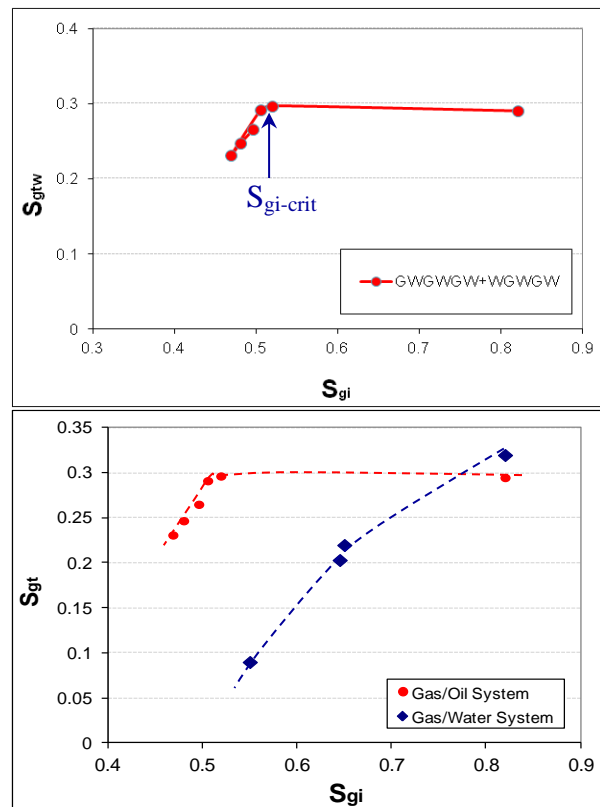 0.4
0.3
0.2
0.1
0
S_gtw
S_gi-crit
GWGWGW+WGWGW
0.3 0.4 0.5 0.6 0.7 0.8 0.9
S_gi
0.35
0.3
0.25
0.2
0.15
0.1
0.05
0
S_gt
Gas/Oil System
Gas/Water System
0.4 0.5 0.6 0.7 0.8 0.9
S_gi